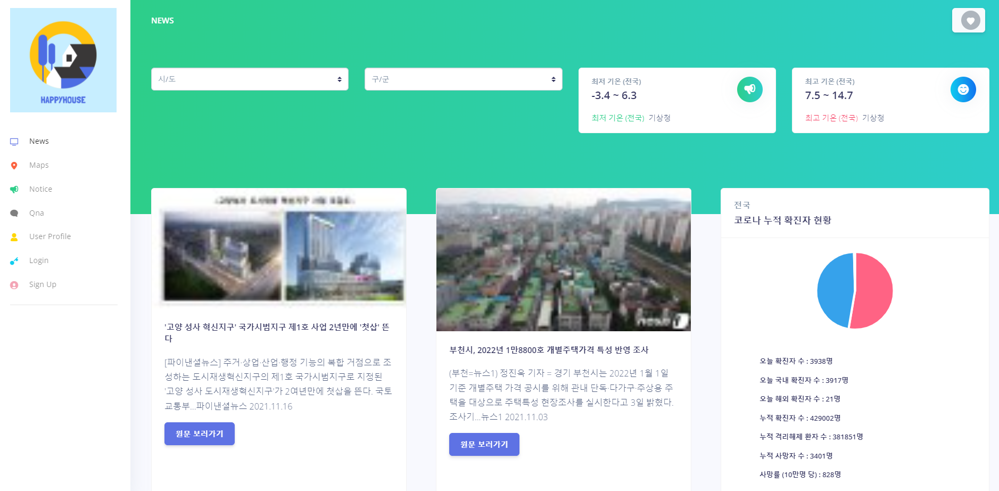 HAPPYHOUSE
News
Maps
Notice
Qna
User Profile
Login
Sign Up
NEWS
시/도
구/군
최저 기온 (전국)
-3.4 ~ 6.3
최저 기온 (전국) 기상청
최고 기온 (전국)
7.5 ~ 14.7
최고 기온 (전국) 기상청
'고양 성사 혁신지구' 국가시범지구 제1호 사업 2년만에 '첫삽' 뜬
다
[파이낸셜뉴스] 주거·상업·산업·행정 기능의 복합 거점으로 조
성하는 도시재생혁신지구의 제1호 국가시범지구로 지정된
'고양 성사 도시재생혁신지구'가 2여년만에 첫삽을 뜬다. 국토
교통부...파이낸셜뉴스 2021.11.16
원문 보러가기
부천시, 2022년 1만8800호 개별주택가격 특성 반영 조사
(부천=뉴스1) 정진욱 기자 = 경기 부천시는 2022년 1월 1일
기준 개별주택 가격 공시를 위해 관내 단독·다가구·주상용 주
택을 대상으로 주택특성 현장조사를 실시한다고 3일 밝혔다.
조사기...뉴스1 2021.11.03
원문 보러가기
전국
코로나 누적 확진자 현황
오늘 확진자 수 : 3938명
오늘 국내 확진자 수 : 3917명
오늘 해외 확진자 수 : 21명
누적 확진자 수 : 429002명
누적 격리해제 환자 수 : 381851명
누적 사망자 수 : 3401명
사망률 (10만명 당) : 828명